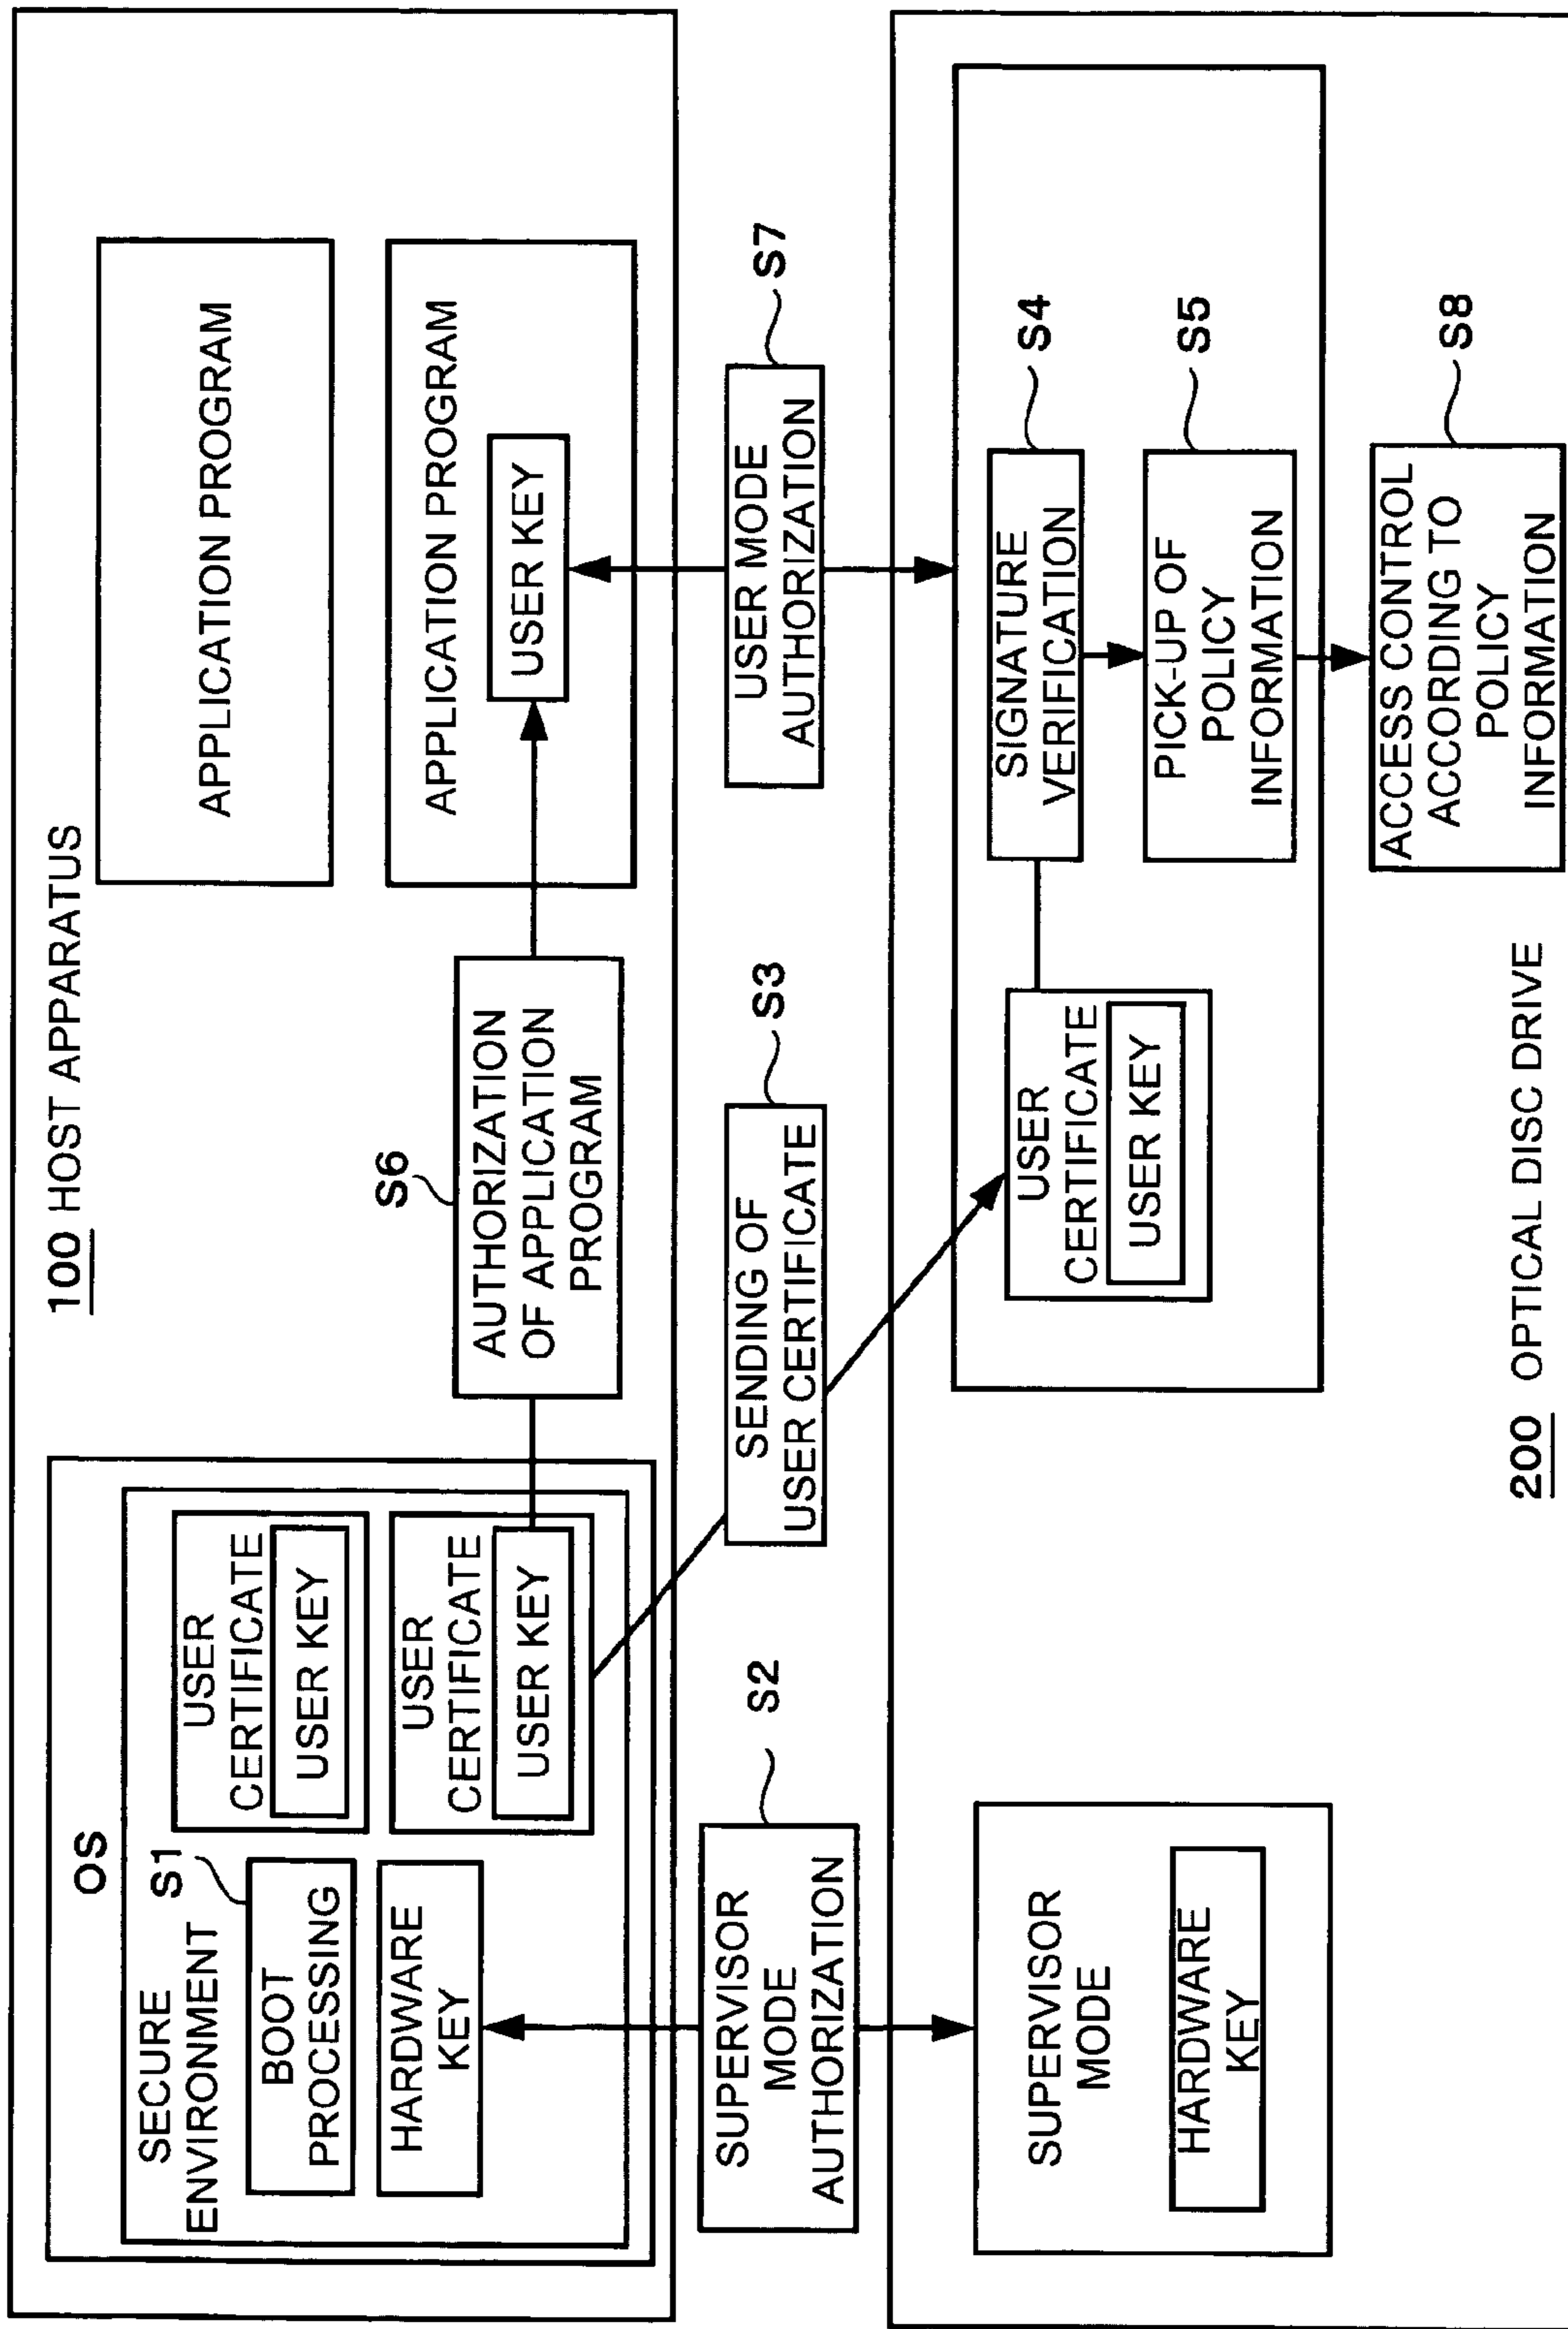 100 HOST APPARATUS
OS
SECURE
ENVIRONMENT
S1
BOOT
PROCESSING
HARDWARE
KEY
USER
CERTIFICATE
USER KEY
USER
CERTIFICATE
USER KEY
S6
AUTHORIZATION
OF APPLICATION
PROGRAM
APPLICATION PROGRAM
APPLICATION PROGRAM
USER KEY
SUPERVISOR
MODE
AUTHORIZATION
S2
SENDING OF
USER CERTIFICATE
S3
USER MODE
AUTHORIZATION
S7
SUPERVISOR
MODE
HARDWARE
KEY
USER
CERTIFICATE
USER KEY
SIGNATURE
VERIFICATION
S4
PICK-UP OF
POLICY
INFORMATION
S5
ACCESS CONTROL
ACCORDING TO
POLICY
INFORMATION
S8
200 OPTICAL DISC DRIVE